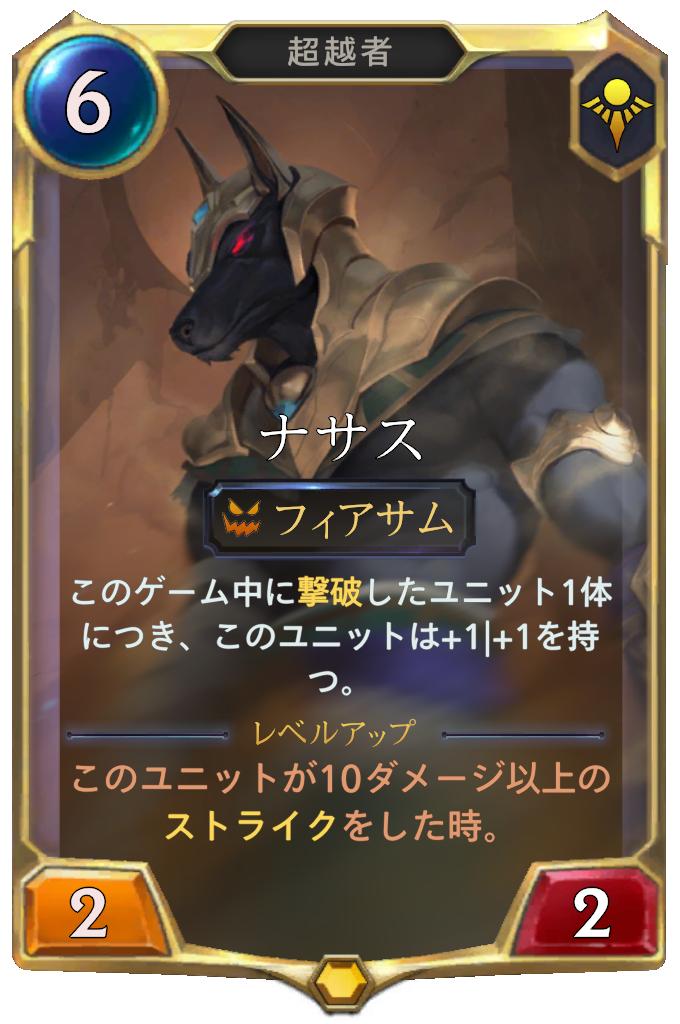 超越者
6
ナサス
フィアサム
このゲーム中に撃破したユニット1体
につき、このユニットは+1|+1を持
つ。
レベルアップ
このユニットが10ダメージ以上の
ストライクをした時。
2
2